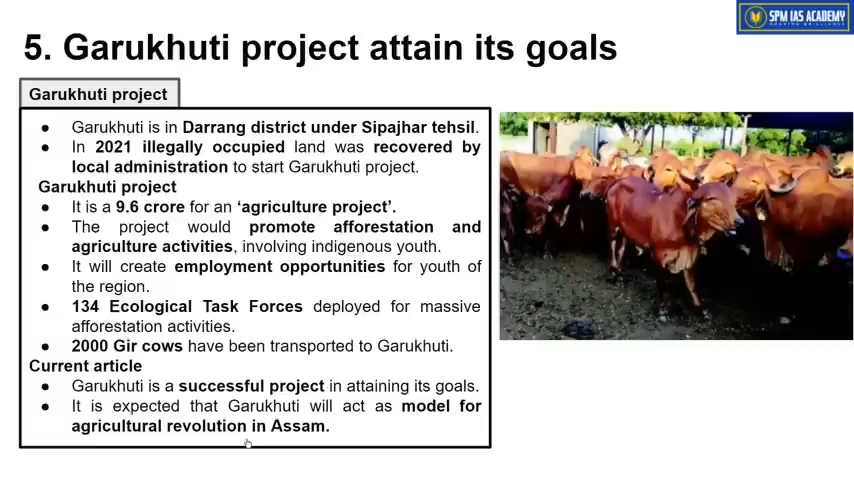 SPM IAS ACADEMY
5. Garukhuti project attain its goals
Garukhuti project
● Garukhuti is in Darrang district under Sipajhar tehsil.
● In 2021 illegally occupied land was recovered by
local administration to start Garukhuti project.
Garukhuti project
● It is a 9.6 crore for an ‘agriculture project’.
● The project would promote afforestation and
agriculture activities, involving indigenous youth.
● It will create employment opportunities for youth of
the region.
● 134 Ecological Task Forces deployed for massive
afforestation activities.
● 2000 Gir cows have been transported to Garukhuti.
Current article
● Garukhuti is a successful project in attaining its goals.
● It is expected that Garukhuti will act as model for
agricultural revolution in Assam.